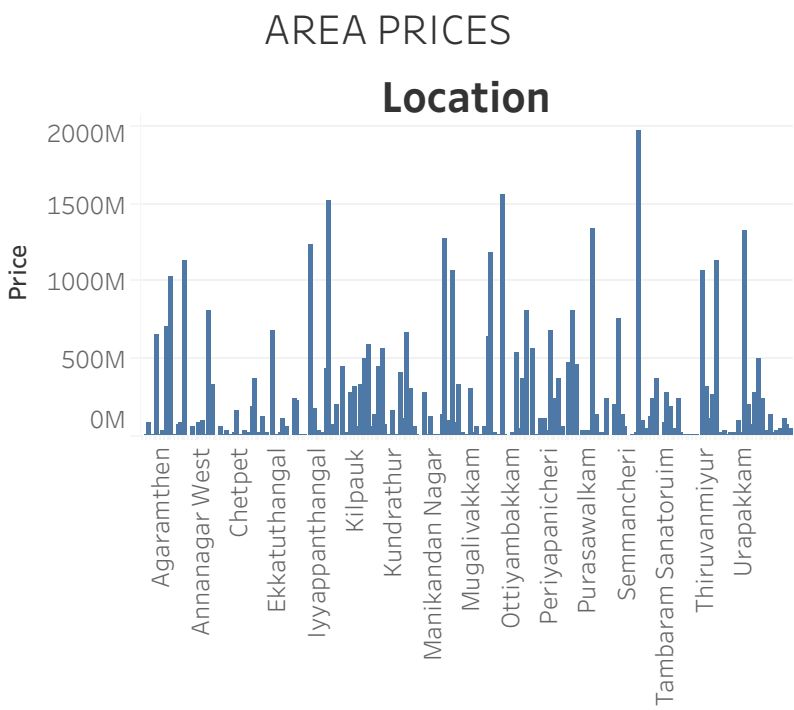 AREA PRICES
Location
2000M
1500M
1000M
500M
0M
Price
Agaramthen
Annanagar West
Chetpet
Ekkatuthangal
Iyyappanthangal
Kilpauk
Kundrathur
Manikandan Nagar
Mugalivakkam
Ottiyambakkam
Periyapanicheri
Purasawalkam
Semmancheri
Tambaram Sanatoruim
Thiruvanmiyur
Urapakkam